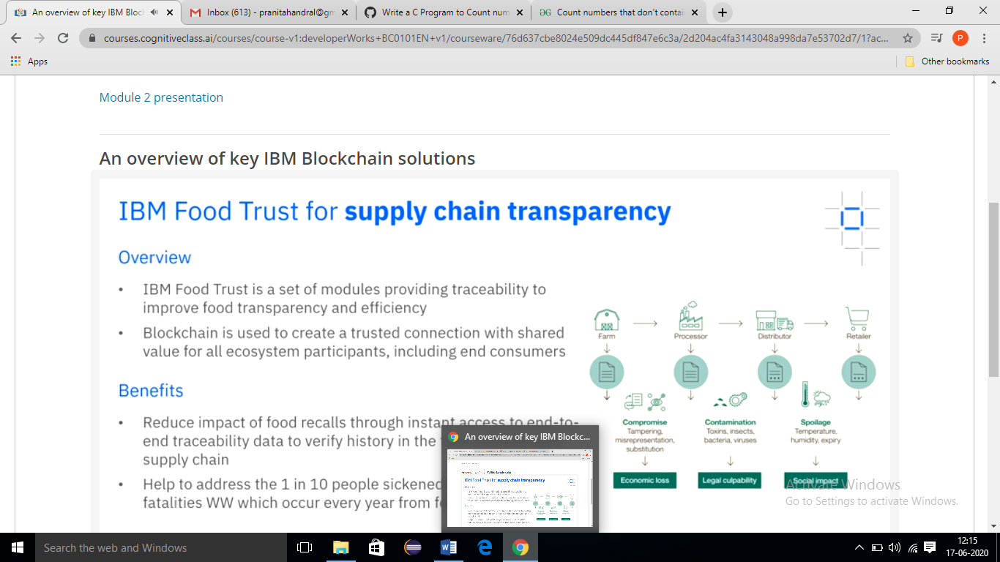 An overview of key IBM Bloc
Inbox (613) - pranitahandral@gm
Write a C Program to Count num
Count numbers that don't contai
courses.cognitiveclass.ai/courses/course-v1:developerWorks+BC0101EN+v1/courseware/76d637cbe8024e509dc445df847e6c3a/2d204ac4fa3143048a998da7e53702d7/1?ac...
P
Apps
Other bookmarks
Module 2 presentation
An overview of key IBM Blockchain solutions
IBM Food Trust for supply chain transparency
Overview
• IBM Food Trust is a set of modules providing traceability to
improve food transparency and efficiency
• Blockchain is used to create a trusted connection with shared
value for all ecosystem participants, including end consumers
Benefits
• Reduce impact of food recalls through instant access to end-to-
end traceability data to verify history in the
supply chain
• Help to address the 1 in 10 people sickened
fatalities WW which occur every year from
Farm
Processor
Distributor
Retailer
Compromise
Tampering,
misrepresentation,
substitution
Economic loss
Contamination
Toxins, insects,
bacteria, viruses
Legal culpability
Spoilage
Temperature,
humidity, expiry
Social impact
An overview of key IBM Blockc...
IBM Food Trust for supply chain transparency
Activate Windows
Go to Settings to activate Windows.
Search the web and Windows
12:15
17-06-2020